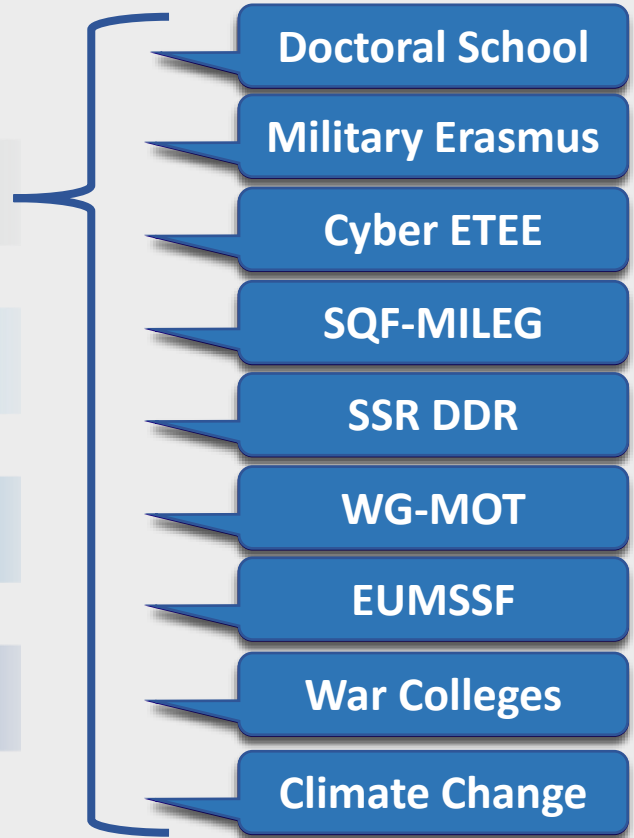 Doctoral School
Military Erasmus
Cyber ETEE
SQF-MILEG
SSR DDR
WG-MOT
EUMSSF
War Colleges
Climate Change